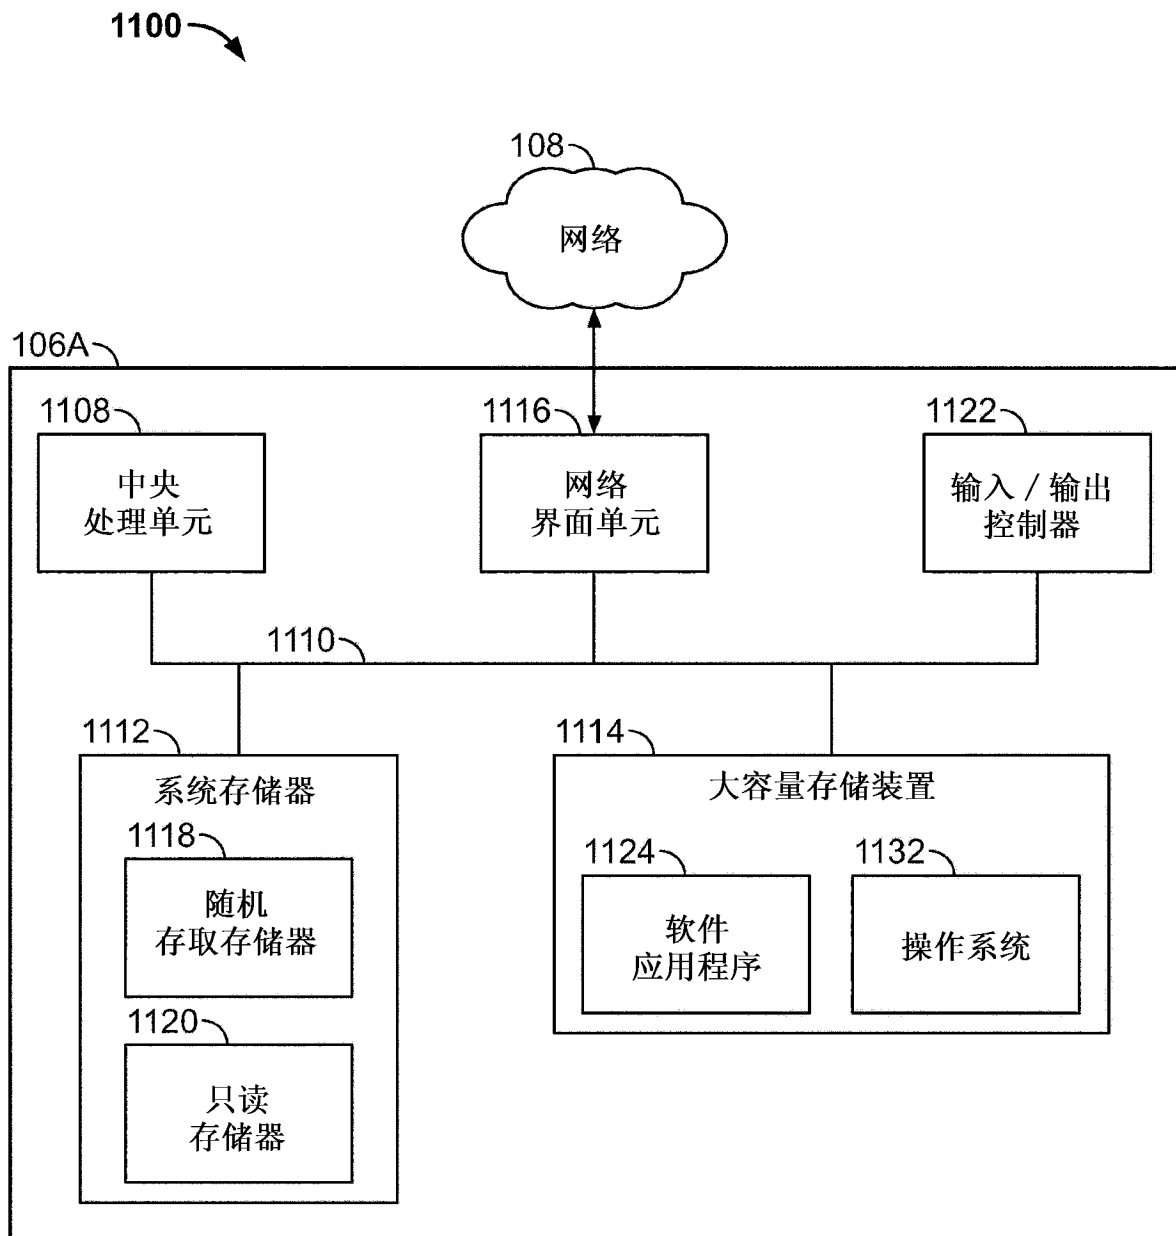 1100
108
网络
106A
1108
中央
处理单元
1116
网络
界面单元
1122
输入 / 输出
控制器
1110
1112
系统存储器
1118
随机
存取存储器
1120
只读
存储器
1114
大容量存储装置
1124
软件
应用程序
1132
操作系统